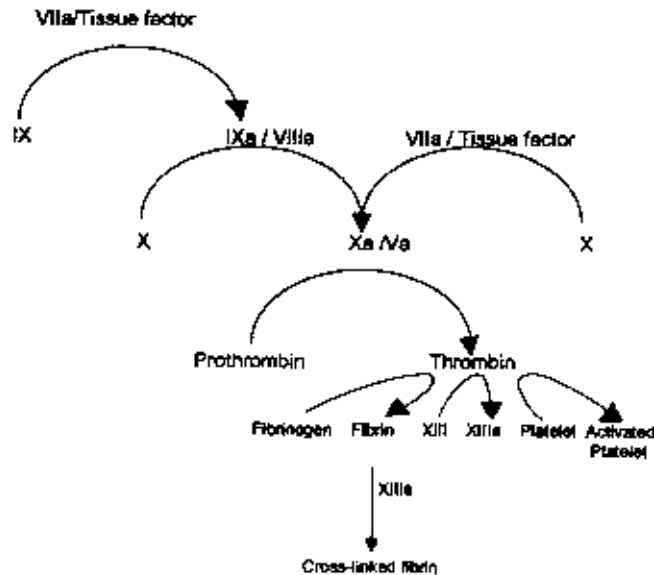 VIIa/Tissue factor
IX IXa / VIIIa VIIa / Tissue factor
X Xa /Va X
Prothrombin Thrombin
Fibrinogen Fibrin XIII XIIIa Platelet Activated
Platelet
XIIIa
Cross-linked fibrin